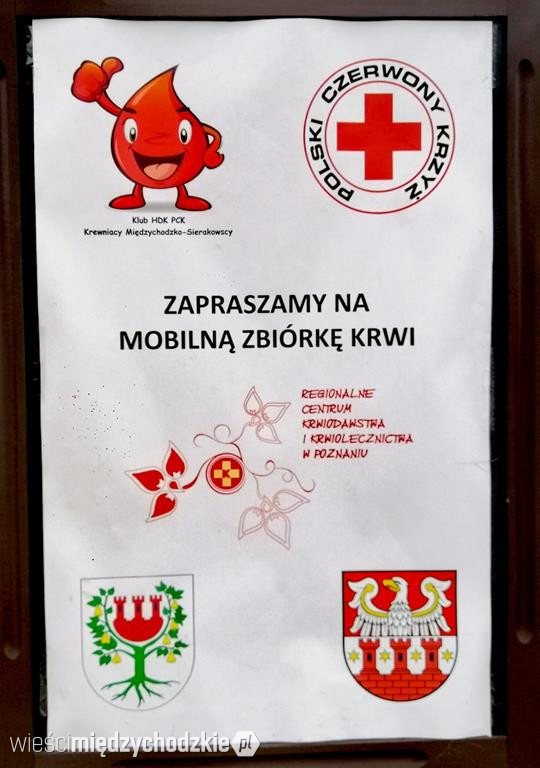 POLSKI CZERWONY KRZYŻ
Klub HDK PCK
Krewniacy Międzychodzko-Sierakowscy
ZAPRASZAMY NA
MOBILNĄ ZBIÓRKĘ KRWI
REGIONALNE
CENTRUM
KRWIODAWSTWA
I KRWIOLECZNICTWA
W POZNANIU
K
wieścimiędzychodzkie.pl